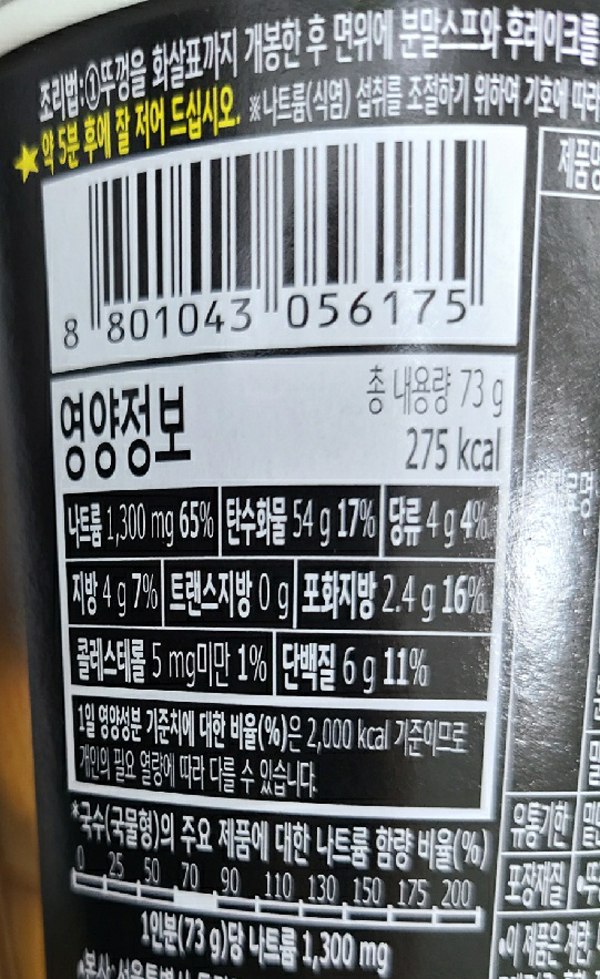 조리법:①뚜껑을 화살표까지 개봉한 후 면위에 분말스프와 후레이크를
★약 5분 후에 잘 저어 드십시오. ※나트륨(식염) 섭취를 조절하기 위하여 기호에 따라
제품명
8 801043 056175
영양정보
총 내용량 73 g
275 kcal
나트륨 1,300 mg 65% 탄수화물 54 g 17% 당류 4 g 4%
지방 4 g 7% 트랜스지방 0 g 포화지방 2.4 g 16%
콜레스테롤 5 mg미만 1% 단백질 6 g 11%
1일 영양성분 기준치에 대한 비율(%)은 2,000 kcal 기준이므로
개인의 필요 열량에 따라 다를 수 있습니다.
*국수(국물형)의 주요 제품에 대한 나트륨 함량 비율(%)
0 25 50 70 90 110 130 150 175 200
1인분(73 g)당 나트륨 1,300 mg
유통기한
포장재질
•이 제품은 계란,